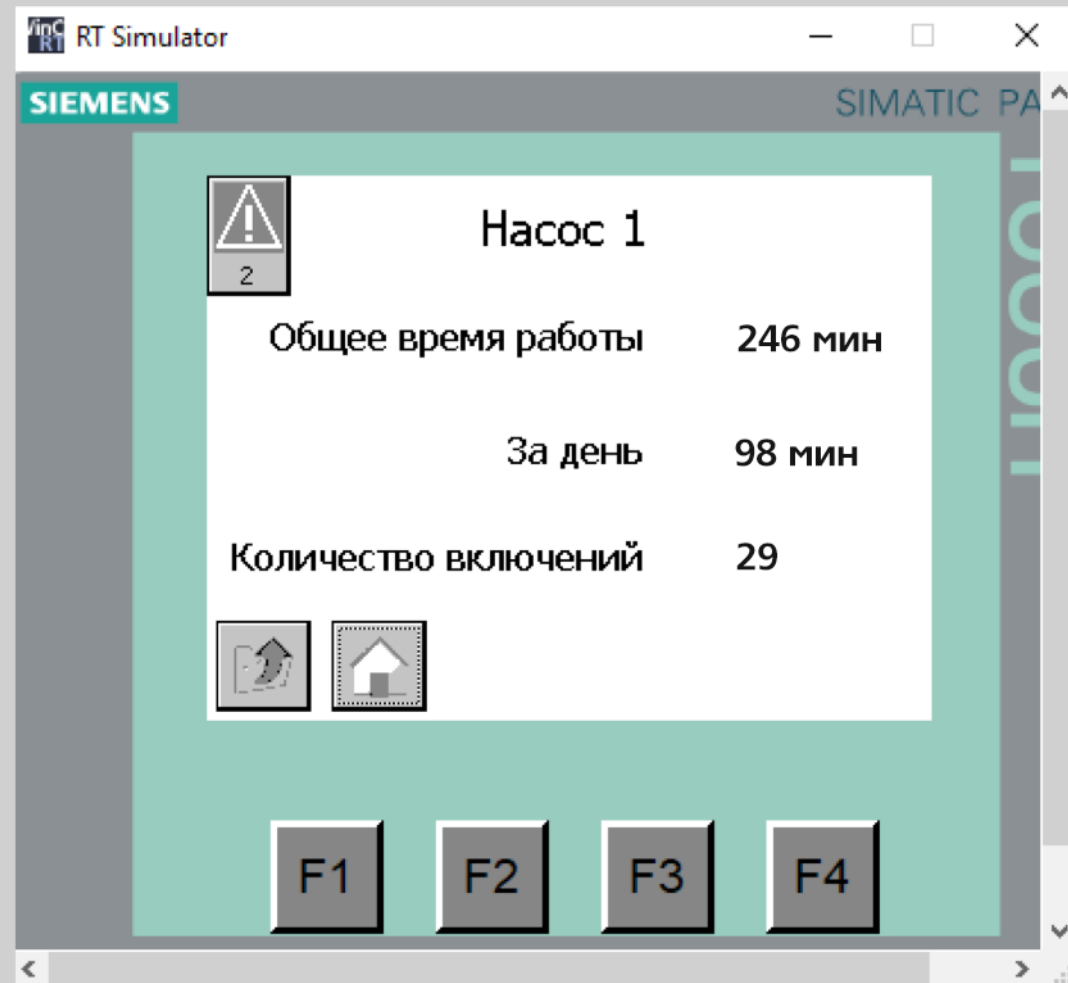 RT Simulator
SIEMENS
SIMATIC PA
TOUCH
2
Насос 1
Общее время работы 246 мин
За день 98 мин
Количество включений 29
F1 F2 F3 F4